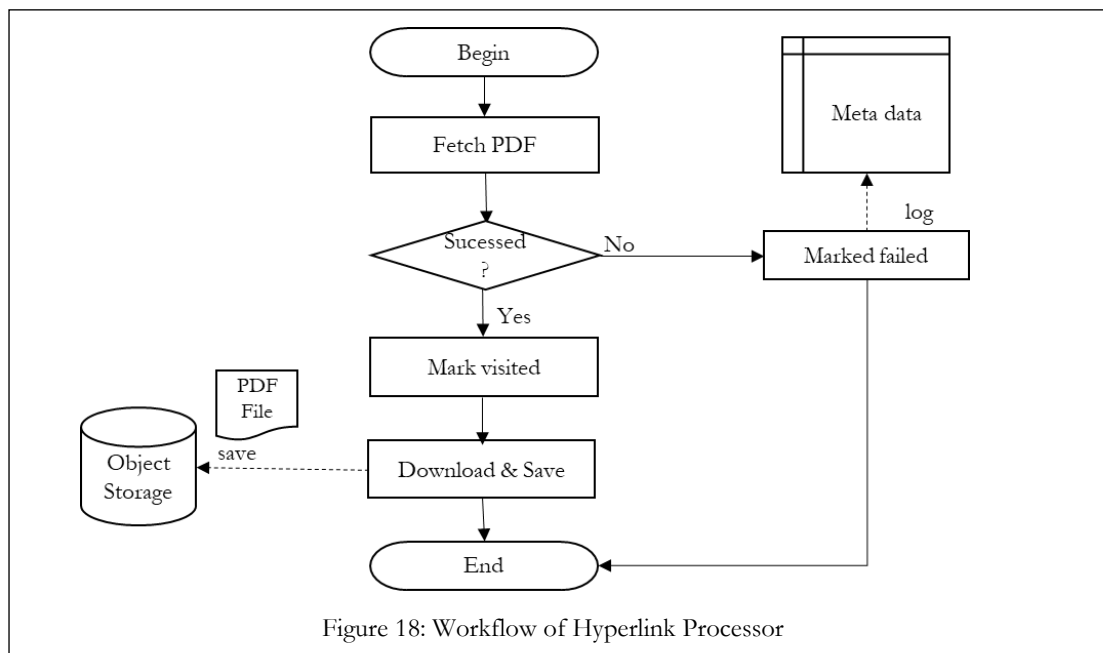 Begin
Meta data
Fetch PDF
log
Sucessed
?
No
Marked failed
Yes
Mark visited
PDF
File
save
Object
Storage
Download & Save
End
Figure 18: Workflow of Hyperlink Processor